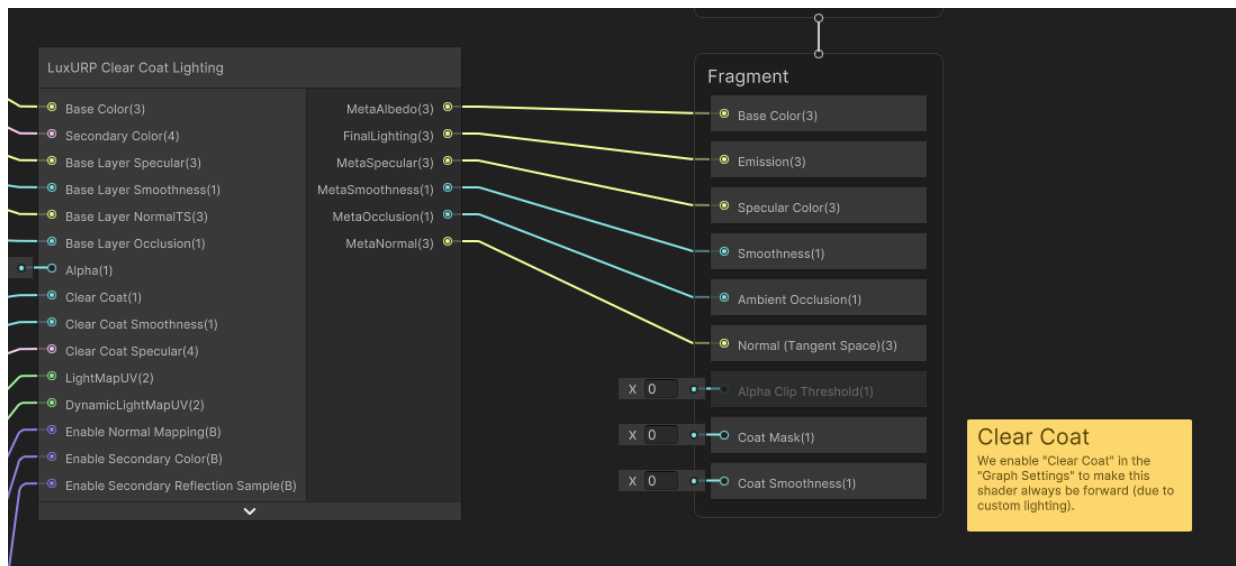 LuxURP Clear Coat Lighting
Base Color(3)
Secondary Color(4)
Base Layer Specular(3)
Base Layer Smoothness(1)
Base Layer NormalTS(3)
Base Layer Occlusion(1)
Alpha(1)
Clear Coat(1)
Clear Coat Smoothness(1)
Clear Coat Specular(4)
LightMapUV(2)
DynamicLightMapUV(2)
Enable Normal Mapping(B)
Enable Secondary Color(B)
Enable Secondary Reflection Sample(B)
MetaAlbedo(3)
FinalLighting(3)
MetaSpecular(3)
MetaSmoothness(1)
MetaOcclusion(1)
MetaNormal(3)
Fragment
Base Color(3)
Emission(3)
Specular Color(3)
Smoothness(1)
Ambient Occlusion(1)
Normal (Tangent Space)(3)
X 0 Alpha Clip Threshold(1)
X 0 Coat Mask(1)
X 0 Coat Smoothness(1)
Clear Coat
We enable "Clear Coat" in the
"Graph Settings" to make this
shader always be forward (due to
custom lighting).